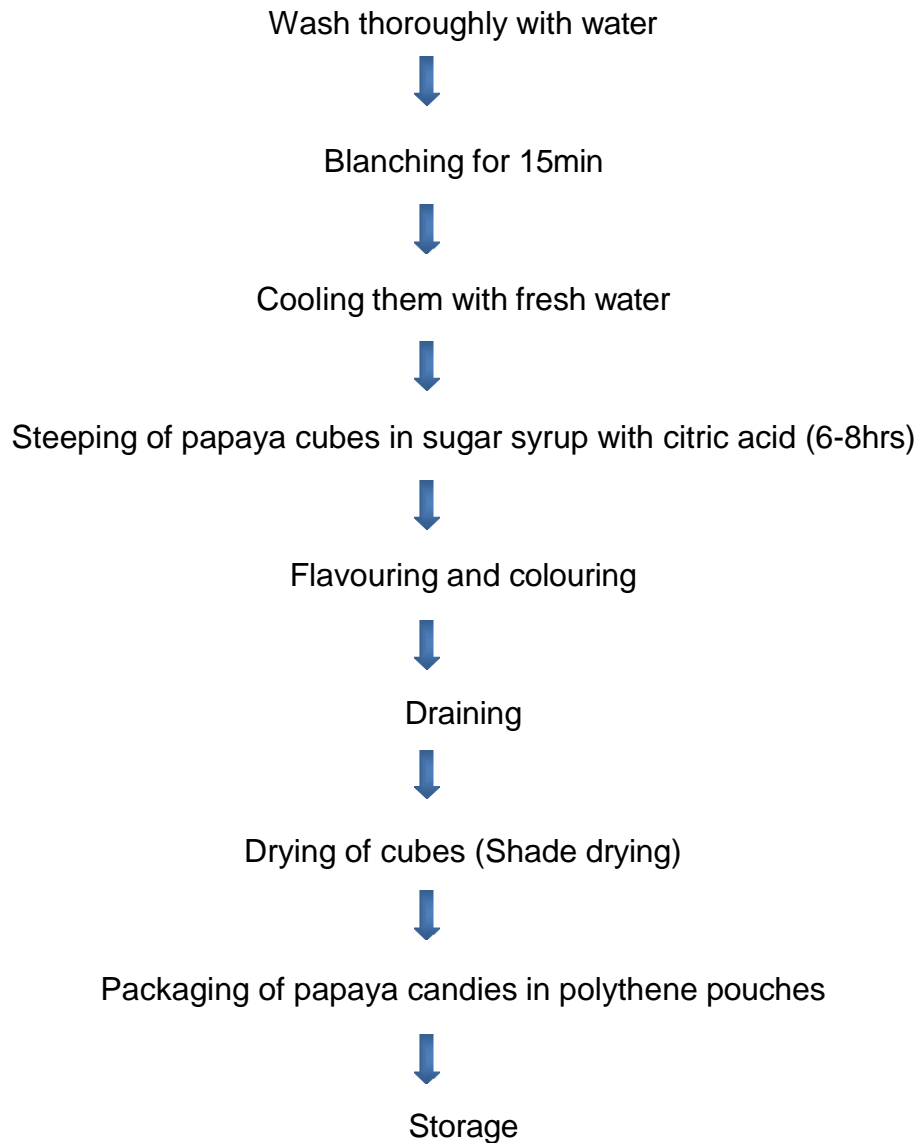 Wash thoroughly with water
Blanching for 15min
Cooling them with fresh water
Steeping of papaya cubes in sugar syrup with citric acid (6-8hrs)
Flavouring and colouring
Draining
Drying of cubes (Shade drying)
Packaging of papaya candies in polythene pouches
Storage